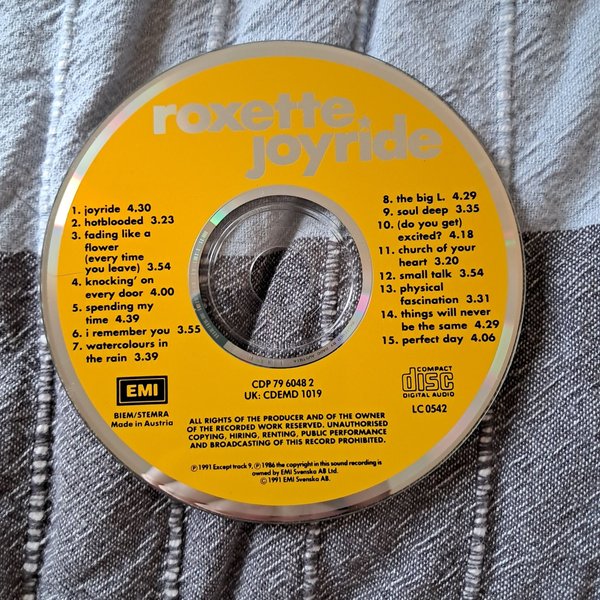 roxette
joyride
1. joyride 4.30
2. hotblooded 3.23
3. fading like a
flower
(every time
you leave) 3.54
4. knocking' on
every door 4.00
5. spending my
time 4.39
6. i remember you 3.55
7. watercolours in
the rain 3.39
8. the big L. 4.29
9. soul deep 3.35
10. (do you get)
excited? 4.18
11. church of your
heart 3.20
12. small talk 3.54
13. physical
fascination 3.31
14. things will never
be the same 4.29
15. perfect day 4.06
EMI
BIEM/STEMRA
Made in Austria
CDP 79 6048 2
UK: CDEMD 1019
COMPACT
disc
DIGITAL AUDIO
LC 0542
ALL RIGHTS OF THE PRODUCER AND OF THE OWNER
OF THE RECORDED WORK RESERVED. UNAUTHORISED
COPYING, HIRING, RENTING, PUBLIC PERFORMANCE
AND BROADCASTING OF THIS RECORD PROHIBITED.
℗ 1991 Except track 9, ℗ 1986 the copyright in this sound recording is
owned by EMI Svenska AB Ltd.
© 1991 EMI Svenska AB.